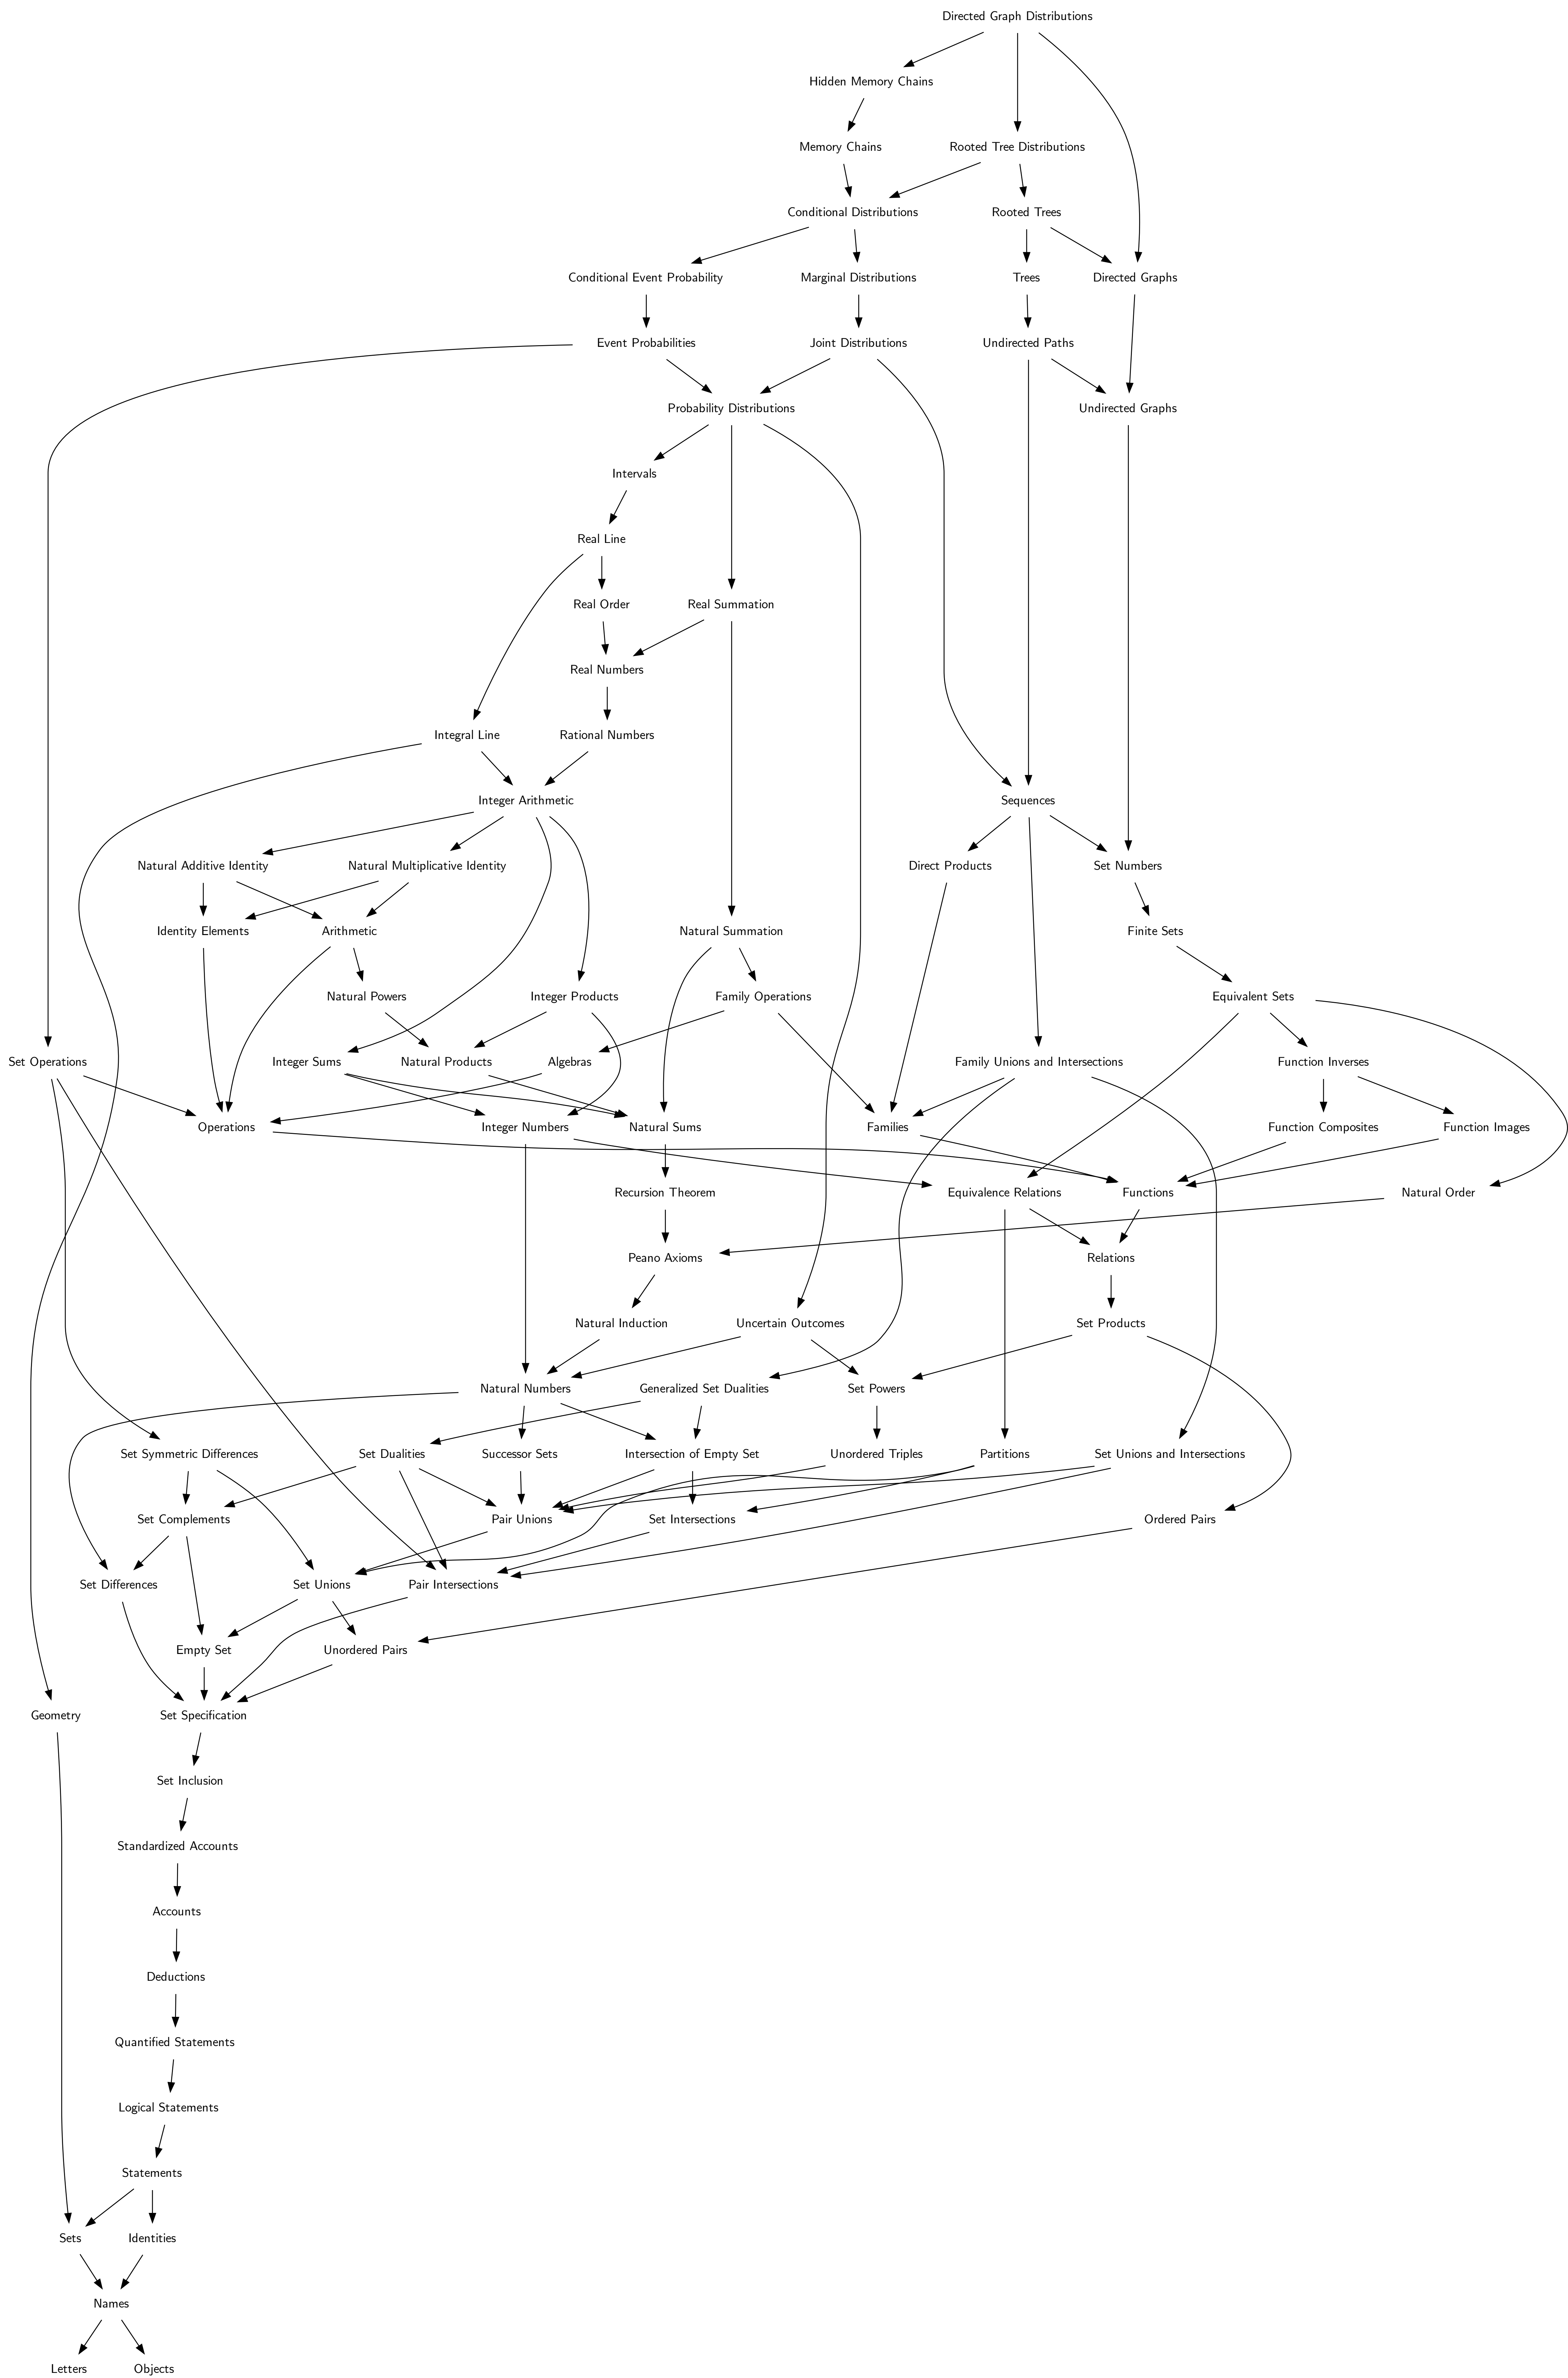 Directed Graph Distributions
Hidden Memory Chains
Memory Chains
Rooted Tree Distributions
Conditional Distributions
Rooted Trees
Conditional Event Probability
Marginal Distributions
Trees
Directed Graphs
Event Probabilities
Joint Distributions
Undirected Paths
Probability Distributions
Undirected Graphs
Intervals
Real Line
Real Order
Real Summation
Real Numbers
Integral Line
Rational Numbers
Integer Arithmetic
Sequences
Natural Additive Identity
Natural Multiplicative Identity
Direct Products
Set Numbers
Identity Elements
Arithmetic
Natural Summation
Finite Sets
Natural Powers
Integer Products
Family Operations
Equivalent Sets
Set Operations
Integer Sums
Natural Products
Algebras
Family Unions and Intersections
Function Inverses
Operations
Integer Numbers
Natural Sums
Families
Function Composites
Function Images
Recursion Theorem
Equivalence Relations
Functions
Natural Order
Peano Axioms
Relations
Natural Induction
Uncertain Outcomes
Set Products
Natural Numbers
Generalized Set Dualities
Set Powers
Set Symmetric Differences
Set Dualities
Successor Sets
Intersection of Empty Set
Unordered Triples
Partitions
Set Unions and Intersections
Set Complements
Pair Unions
Set Intersections
Ordered Pairs
Set Differences
Set Unions
Pair Intersections
Empty Set
Unordered Pairs
Geometry
Set Specification
Set Inclusion
Standardized Accounts
Accounts
Deductions
Quantified Statements
Logical Statements
Statements
Sets
Identities
Names
Letters
Objects